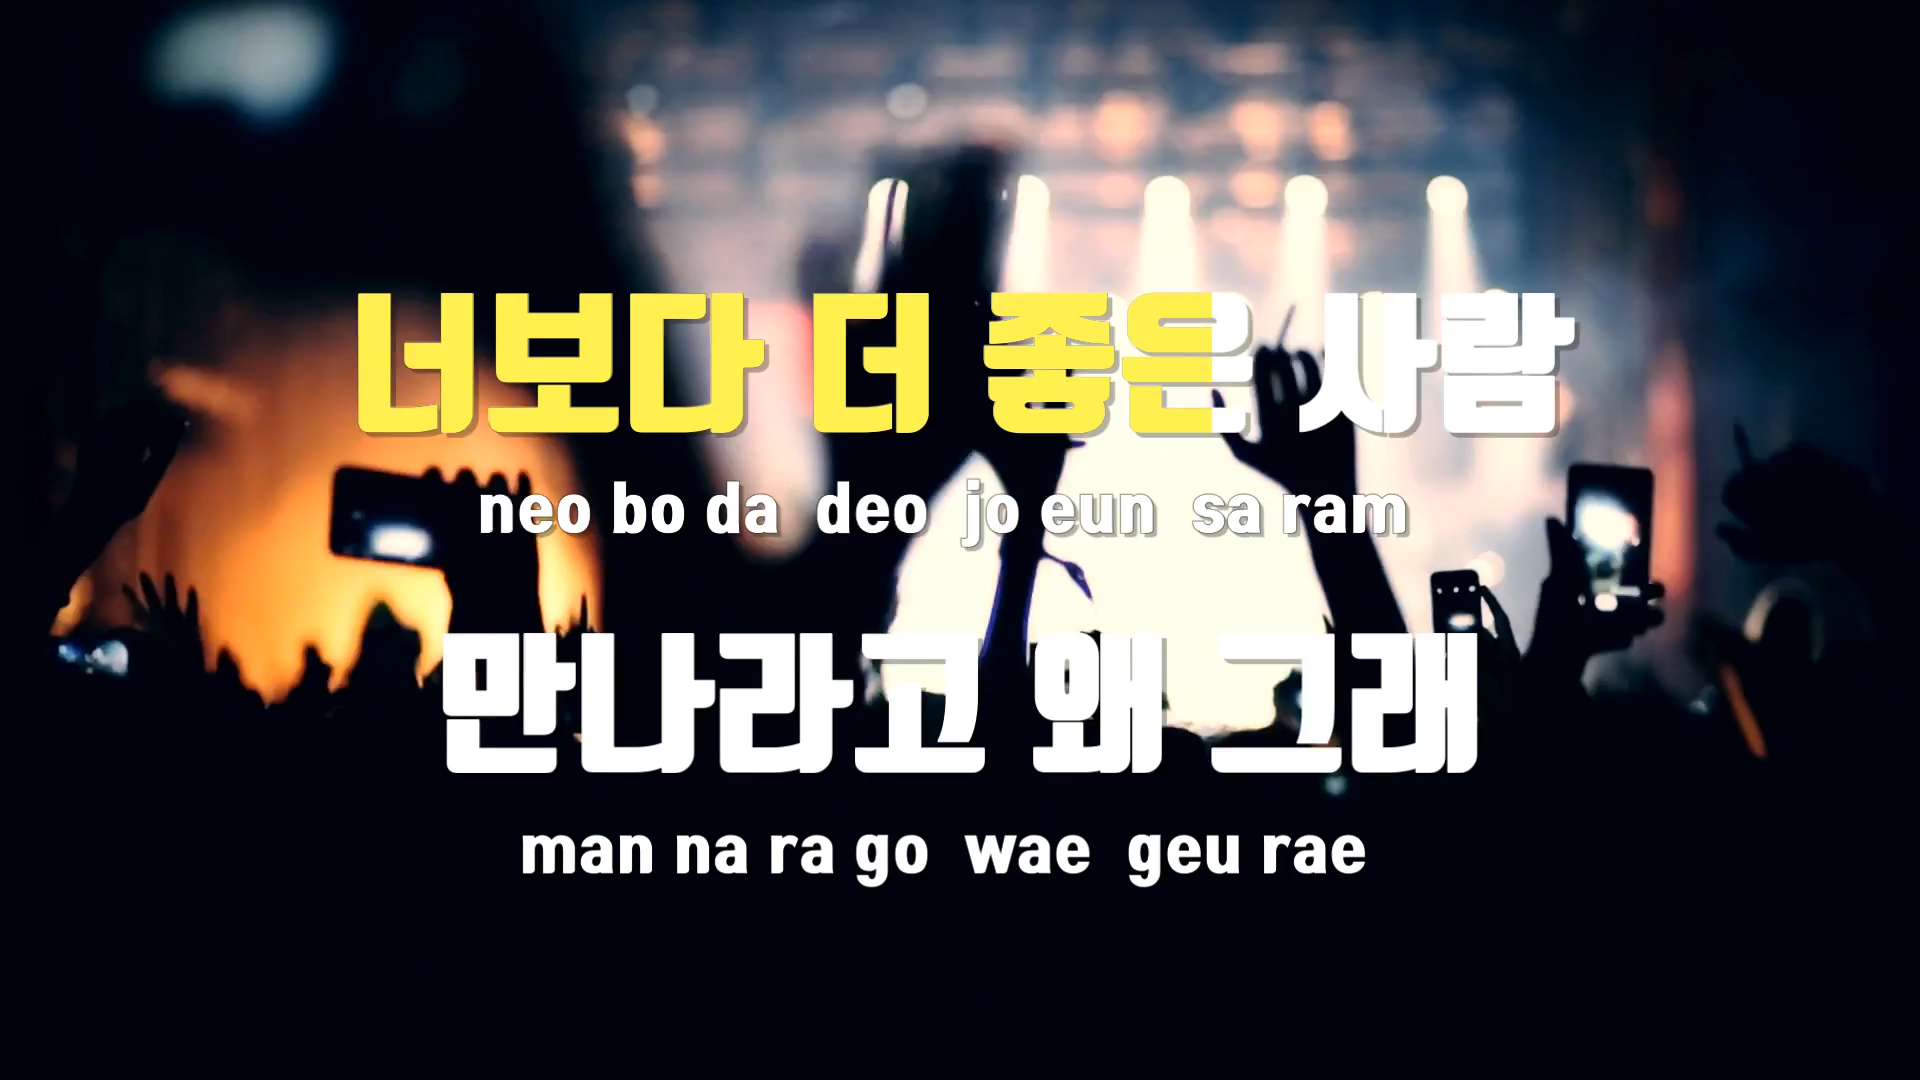 너보다 더 좋은 사람
neo bo da deo jo eun sa ram
만나라고 왜 그래
man na ra go wae geu rae